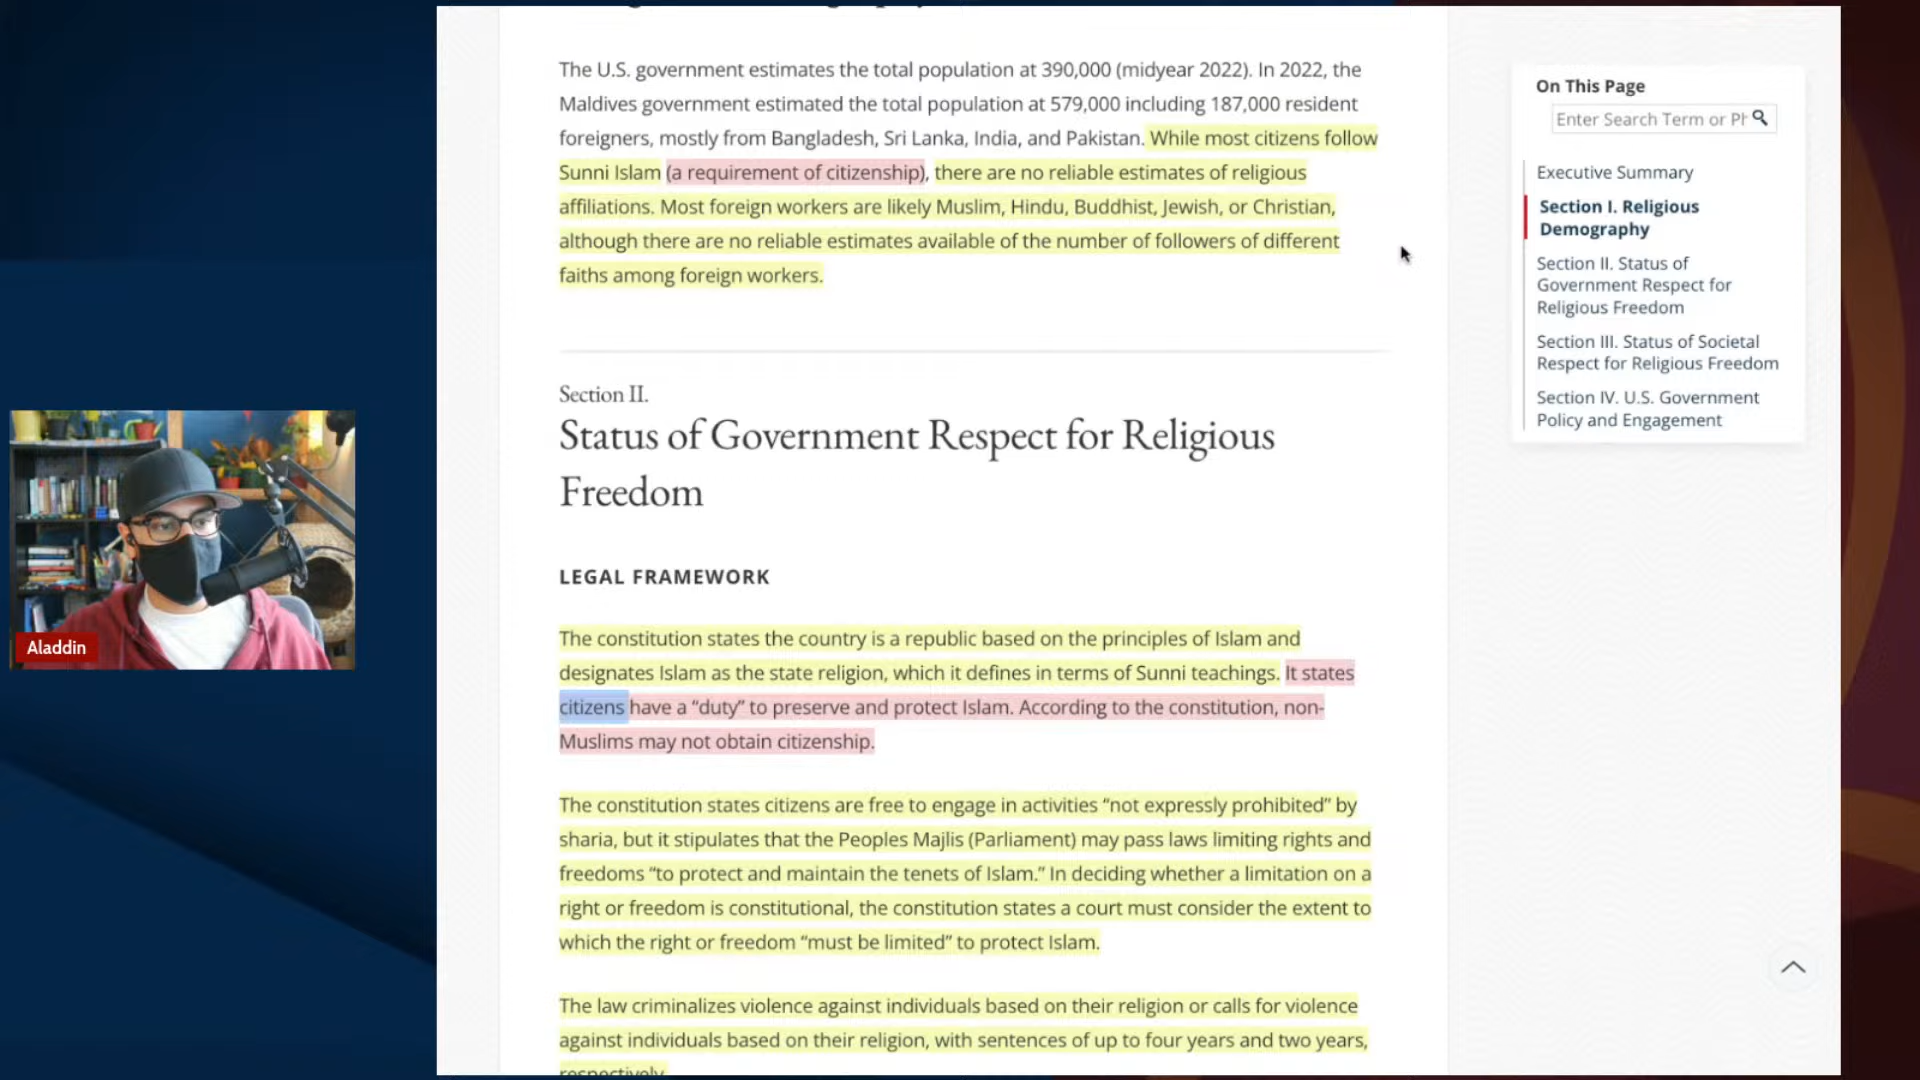 The U.S. government estimates the total population at 390,000 (midyear 2022). In 2022, the
Maldives government estimated the total population at 579,000 including 187,000 resident
foreigners, mostly from Bangladesh, Sri Lanka, India, and Pakistan. While most citizens follow
Sunni Islam (a requirement of citizenship), there are no reliable estimates of religious
affiliations. Most foreign workers are likely Muslim, Hindu, Buddhist, Jewish, or Christian,
although there are no reliable estimates available of the number of followers of different
faiths among foreign workers.
Section II.
Status of Government Respect for Religious
Freedom
LEGAL FRAMEWORK
The constitution states the country is a republic based on the principles of Islam and
designates Islam as the state religion, which it defines in terms of Sunni teachings. It states
citizens have a “duty” to preserve and protect Islam. According to the constitution, non-
Muslims may not obtain citizenship.
The constitution states citizens are free to engage in activities “not expressly prohibited” by
sharia, but it stipulates that the Peoples Majlis (Parliament) may pass laws limiting rights and
freedoms “to protect and maintain the tenets of Islam.” In deciding whether a limitation on a
right or freedom is constitutional, the constitution states a court must consider the extent to
which the right or freedom “must be limited” to protect Islam.
The law criminalizes violence against individuals based on their religion or calls for violence
against individuals based on their religion, with sentences of up to four years and two years,
respectively.
On This Page
Enter Search Term or Ph
Executive Summary
Section I. Religious
Demography
Section II. Status of
Government Respect for
Religious Freedom
Section III. Status of Societal
Respect for Religious Freedom
Section IV. U.S. Government
Policy and Engagement
Aladdin